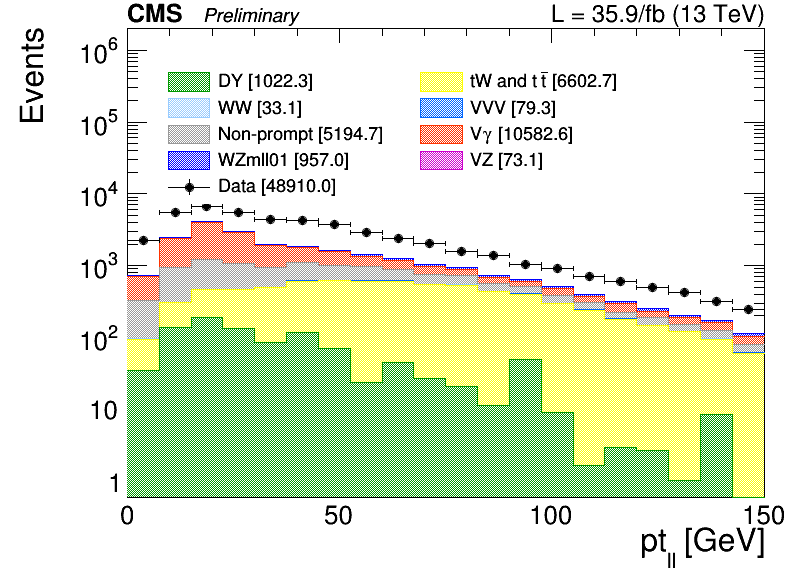 CMS Preliminary L = 35.9/fb (13 TeV)
Events
10^6
10^5
10^4
10^3
10^2
10
1
DY [1022.3]
tW and t t̄ [6602.7]
WW [33.1]
VVV [79.3]
Non-prompt [5194.7]
Vγ [10582.6]
WZmll01 [957.0]
VZ [73.1]
Data [48910.0]
0 50 100 150
pt_ll [GeV]